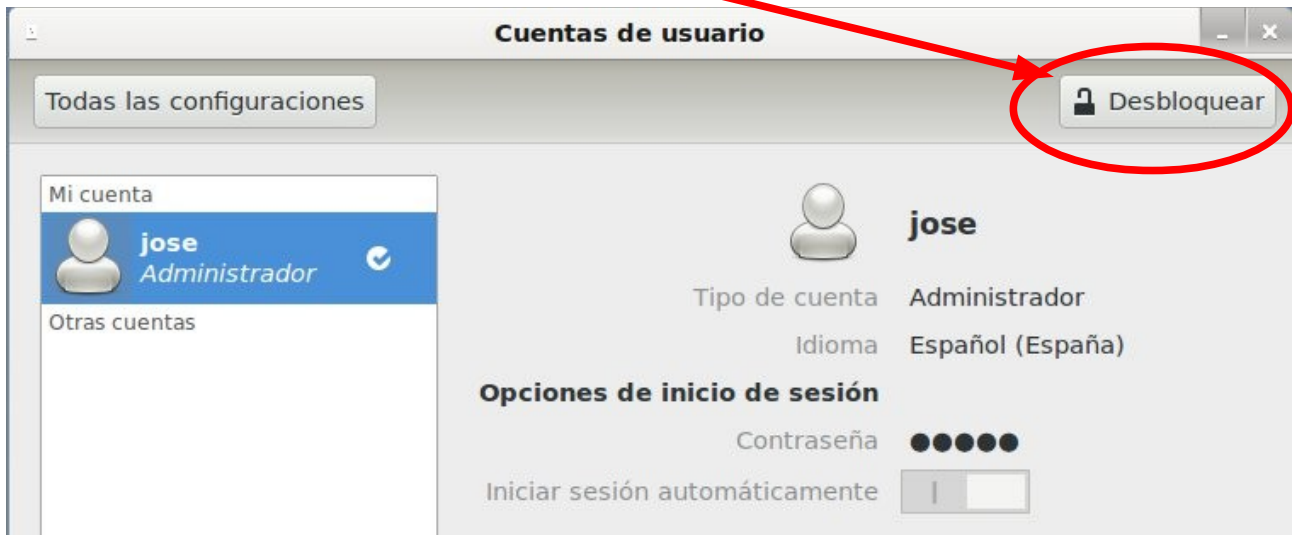 Cuentas de usuario
Todas las configuraciones
Desbloquear
Mi cuenta
jose
Administrador
Otras cuentas
jose
Tipo de cuenta Administrador
Idioma Español (España)
Opciones de inicio de sesión
Contraseña ●●●●●
Iniciar sesión automáticamente